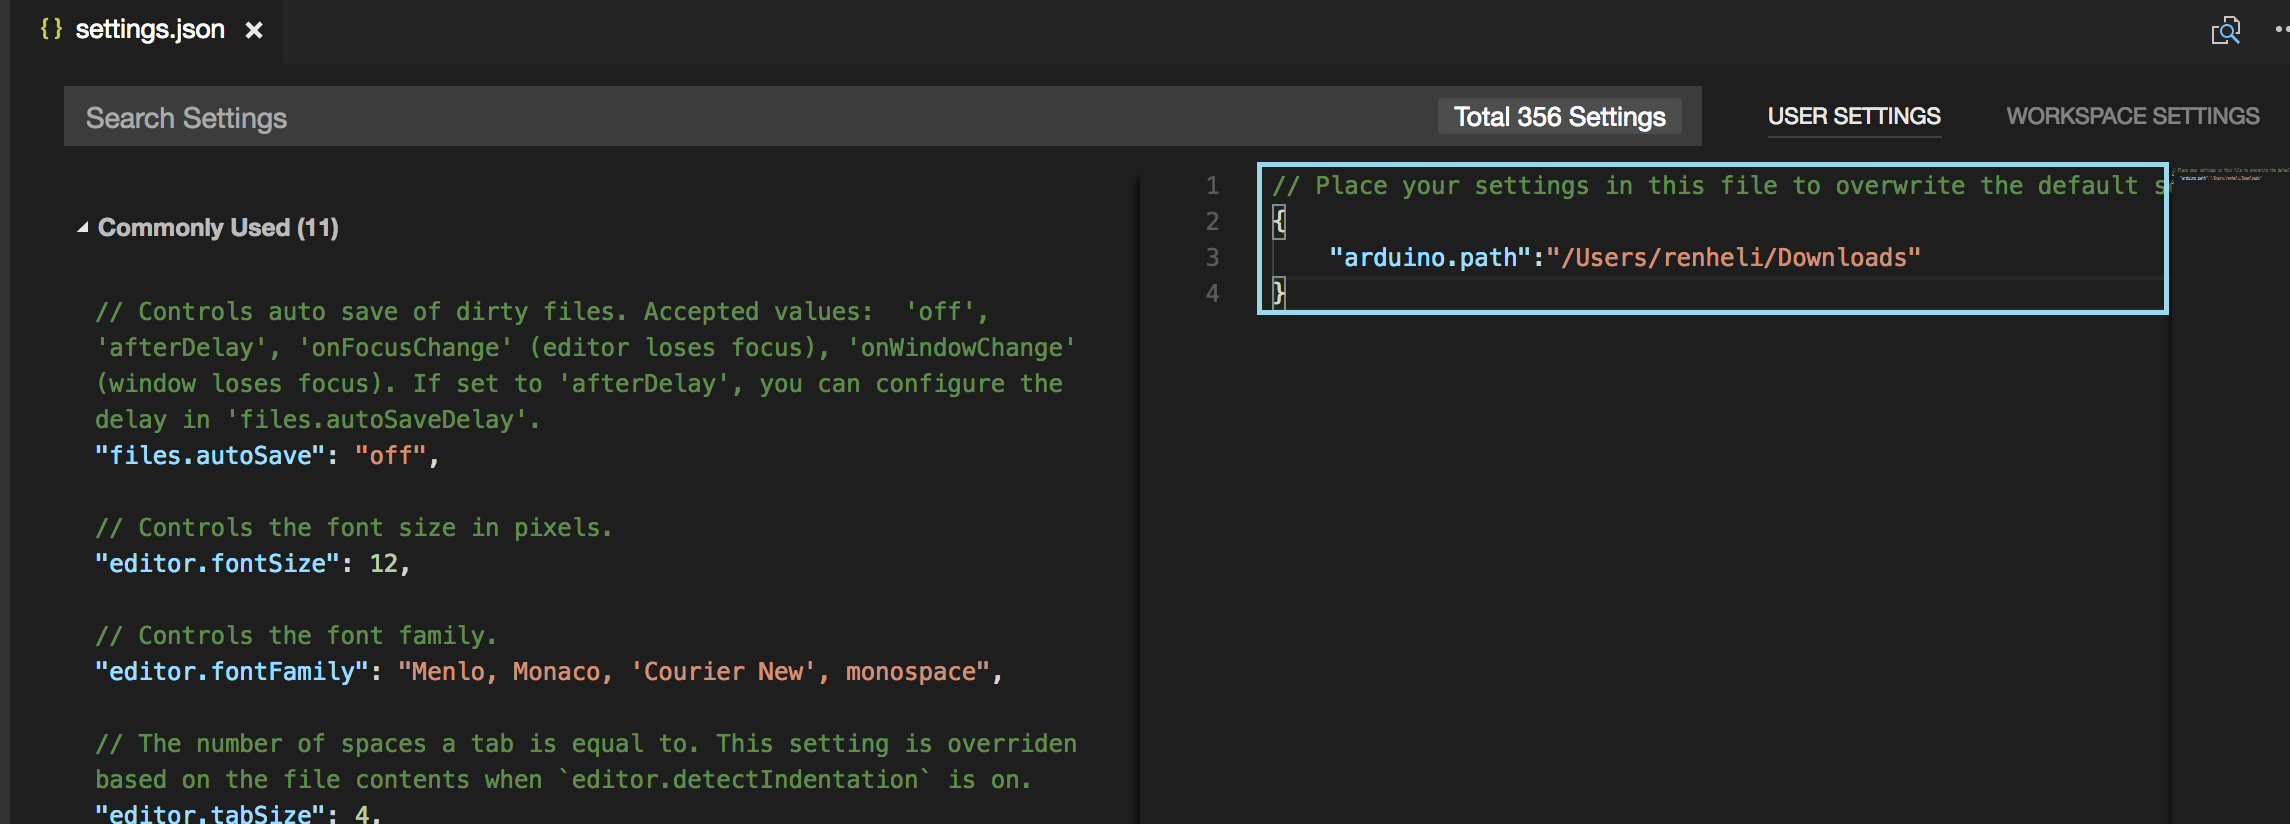 {} settings.json ×
Search Settings
Total 356 Settings
USER SETTINGS
WORKSPACE SETTINGS
Commonly Used (11)
// Controls auto save of dirty files. Accepted values:  'off',
'afterDelay', 'onFocusChange' (editor loses focus), 'onWindowChange'
(window loses focus). If set to 'afterDelay', you can configure the
delay in 'files.autoSaveDelay'.
"files.autoSave": "off",
// Controls the font size in pixels.
"editor.fontSize": 12,
// Controls the font family.
"editor.fontFamily": "Menlo, Monaco, 'Courier New', monospace",
// The number of spaces a tab is equal to. This setting is overriden
based on the file contents when `editor.detectIndentation` is on.
"editor.tabSize": 4,
1 // Place your settings in this file to overwrite the default s
2 {
3 "arduino.path":"/Users/renheli/Downloads"
4 }